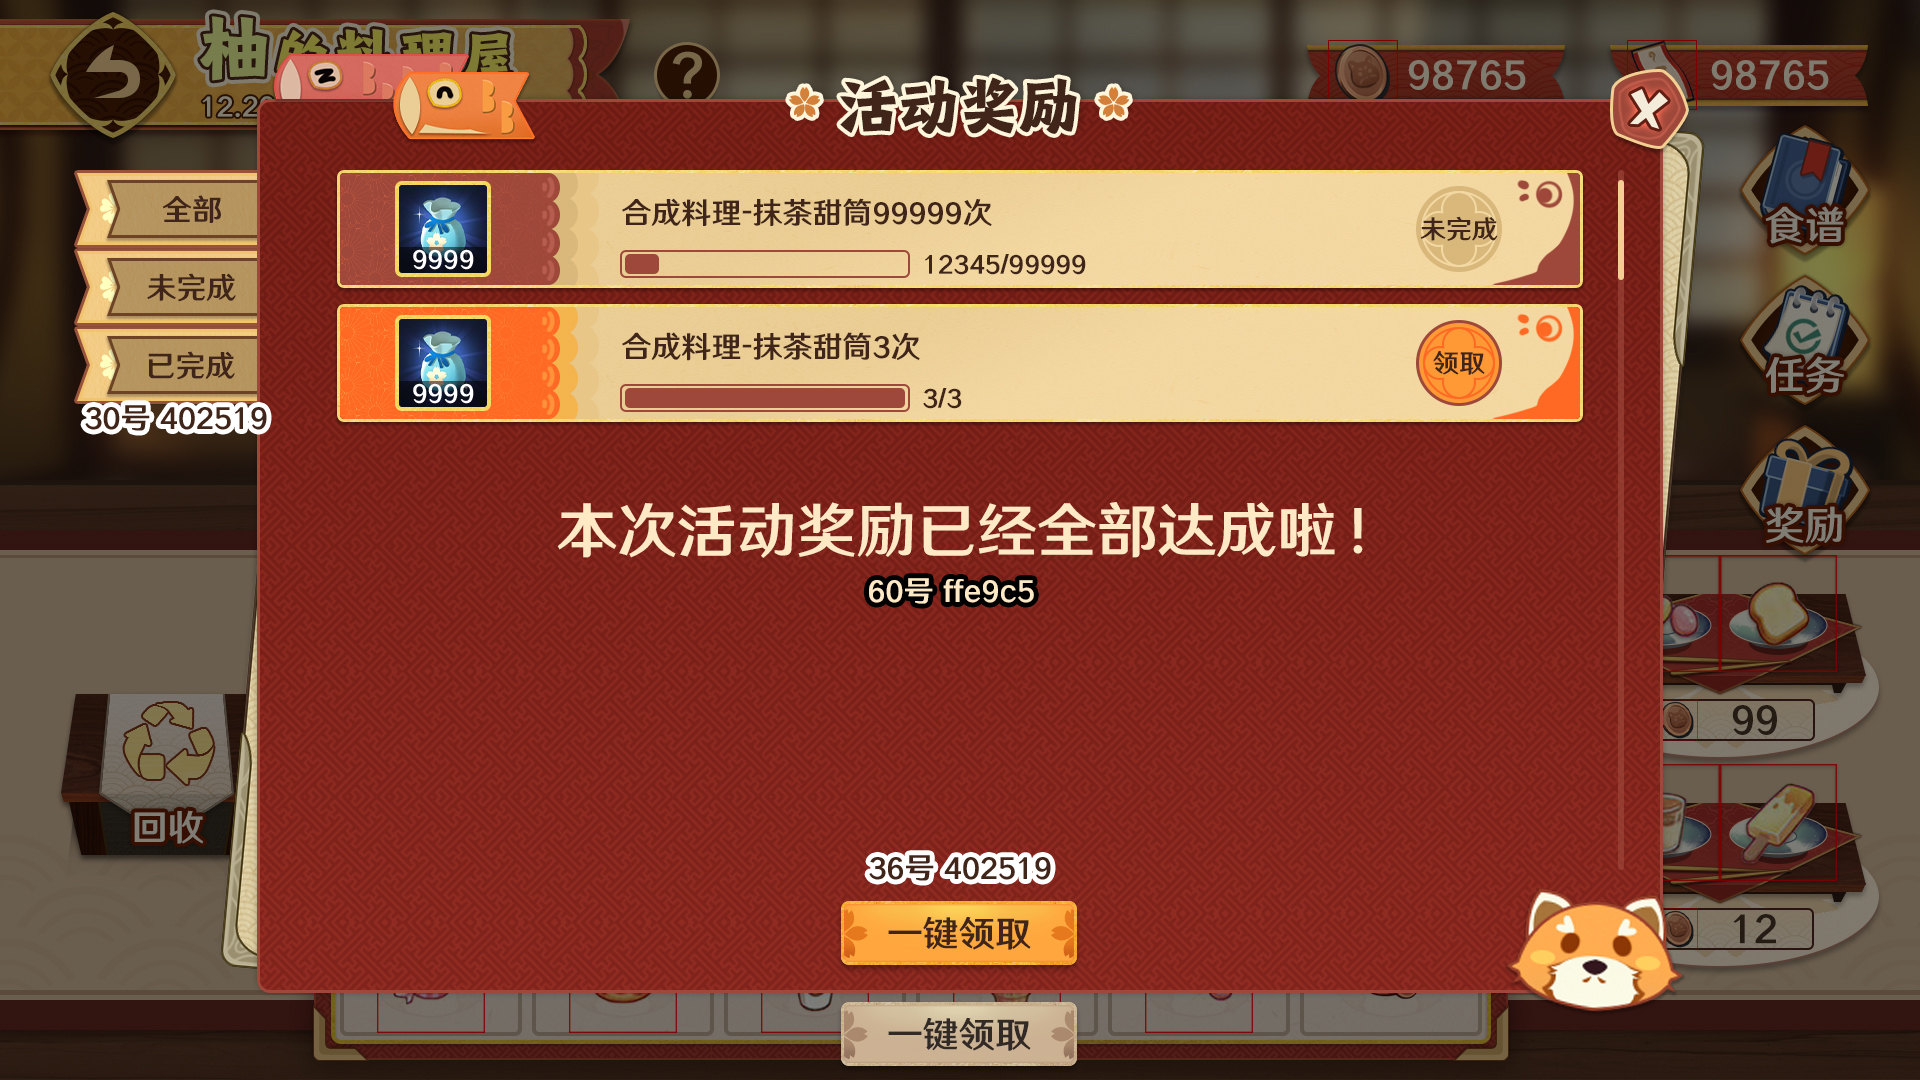 柚の料理屋
12.2
?
98765
98765
活动奖励
全部
未完成
已完成
30号 402519
9999
合成料理-抹茶甜筒99999次
12345/99999
未完成
9999
合成料理-抹茶甜筒3次
3/3
领取
食谱
任务
奖励
本次活动奖励已经全部达成啦！
60号 ffe9c5
99
回收
36号 402519
一键领取
12
一键领取